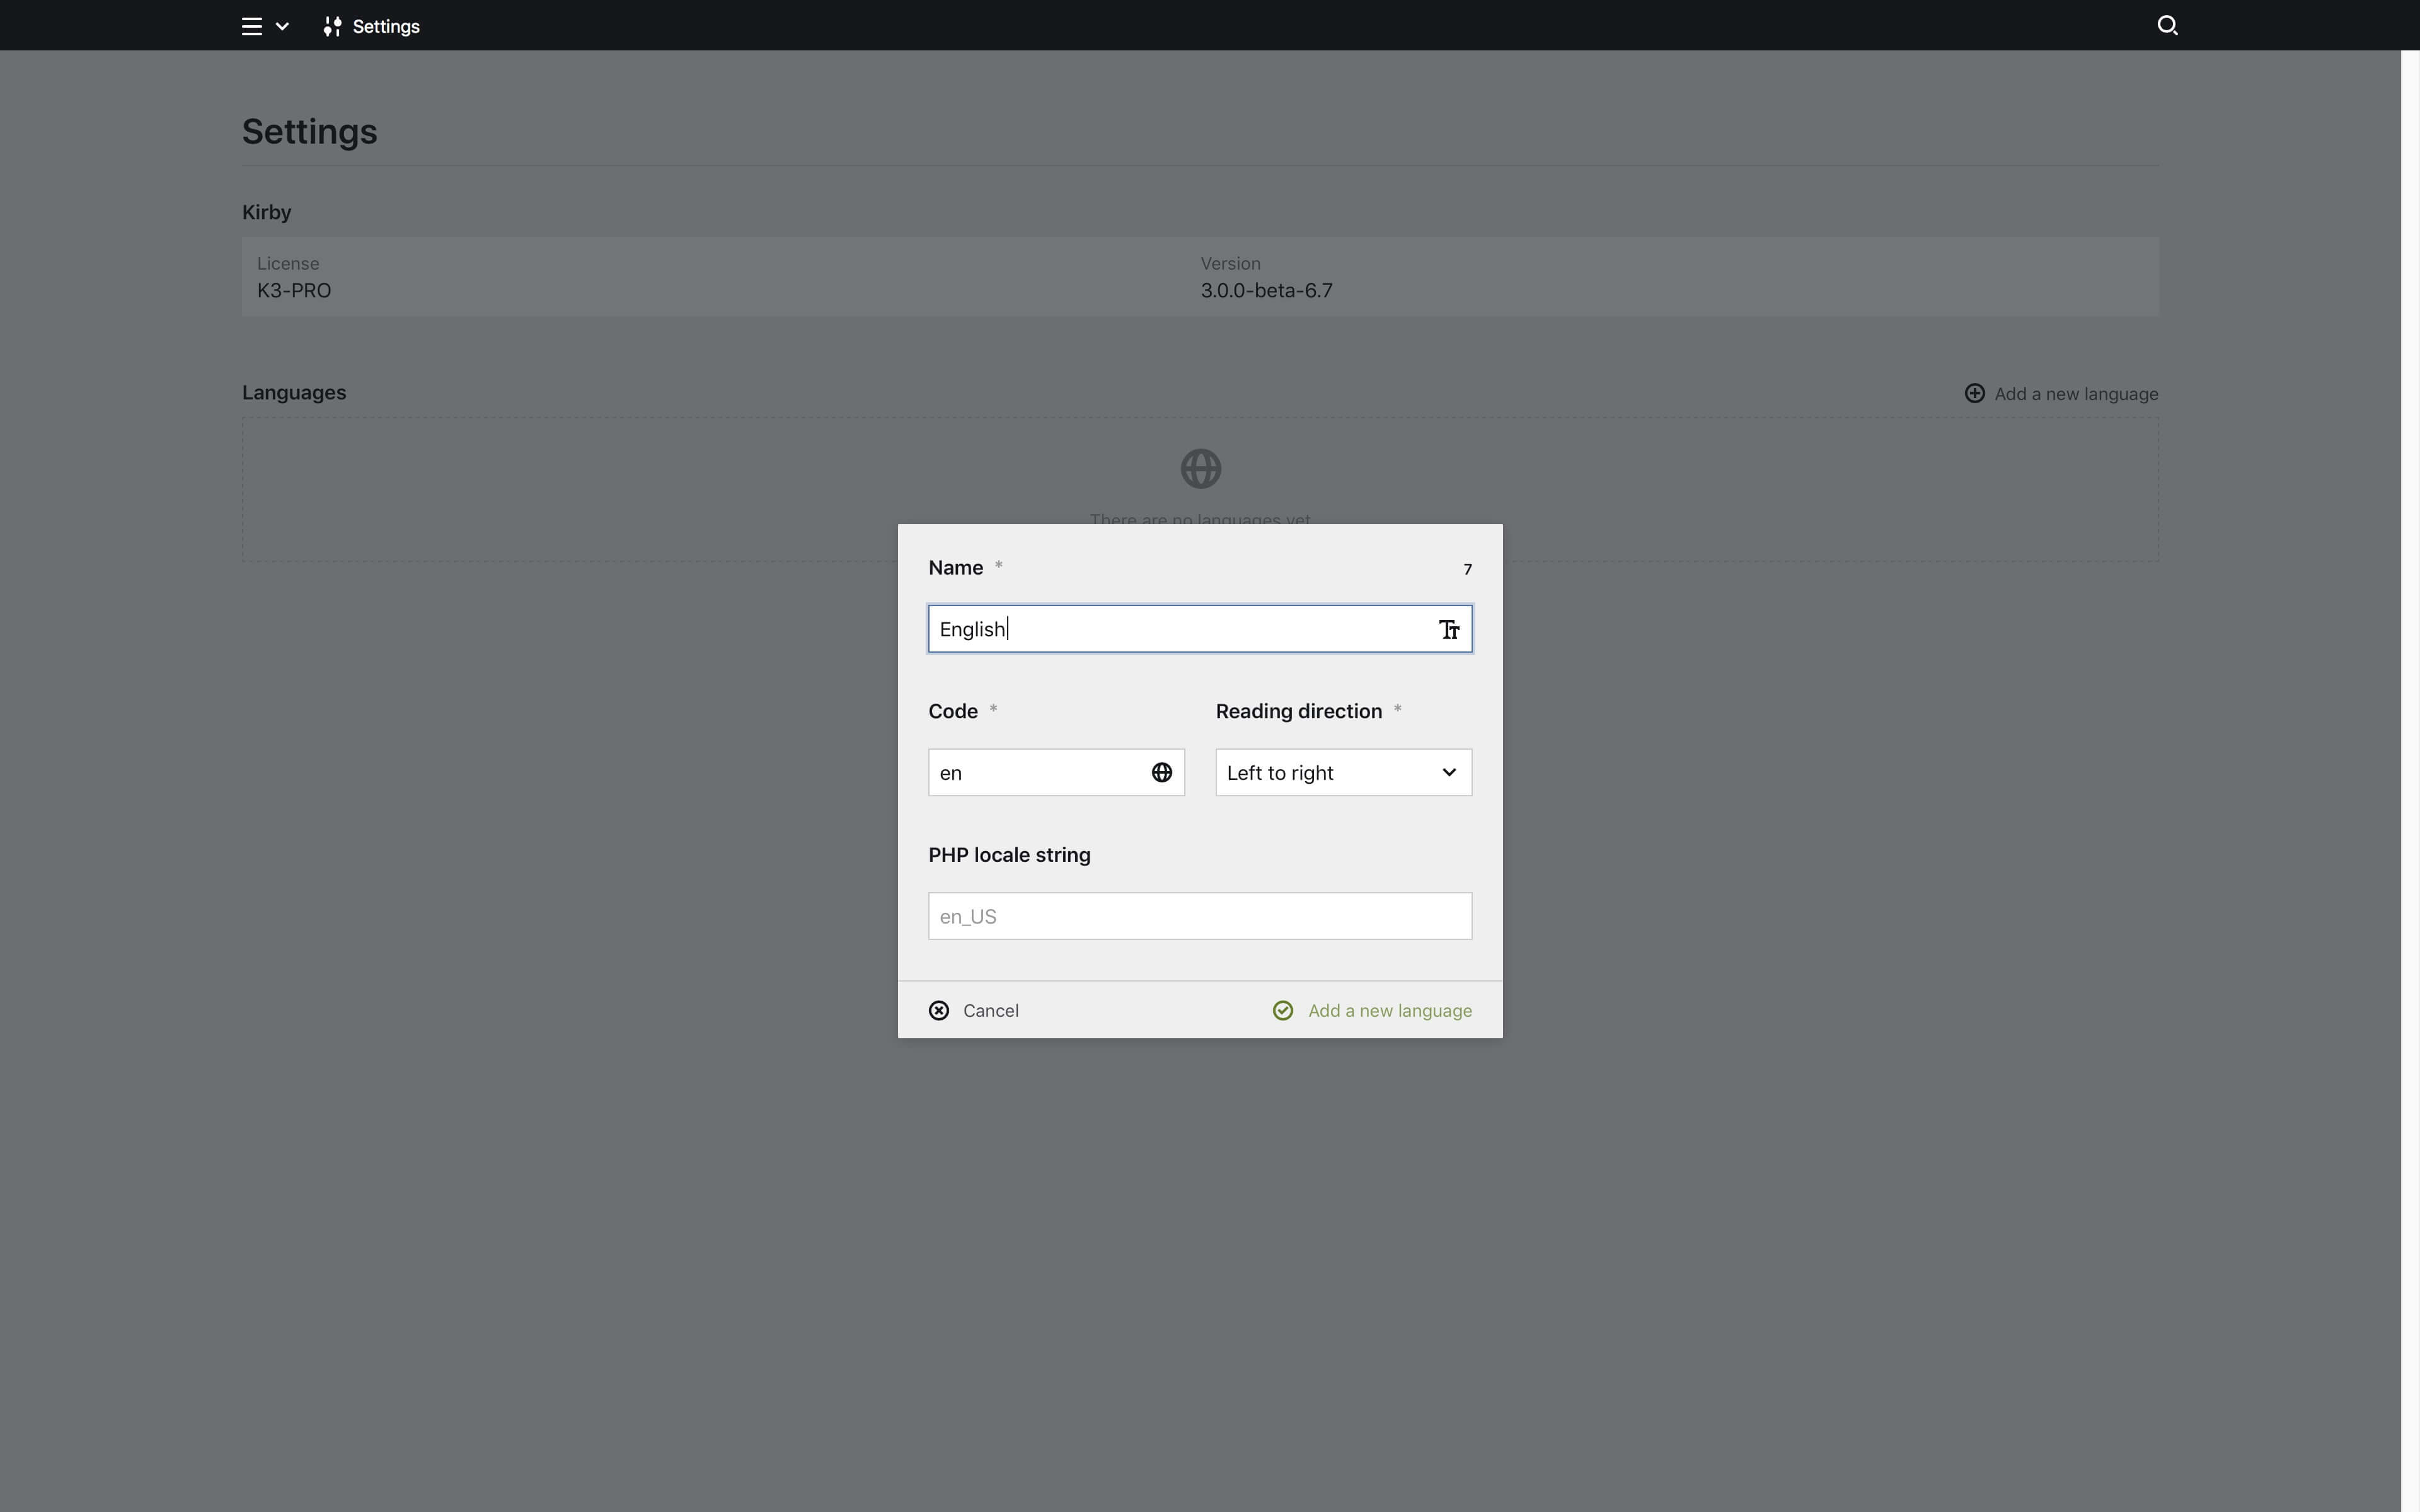 Settings
Settings
Kirby
License Version
K3-PRO 3.0.0-beta-6.7
Languages Add a new language
There are no languages yet
Name * 7
English
Code * Reading direction *
en Left to right
PHP locale string
en_US
Cancel Add a new language